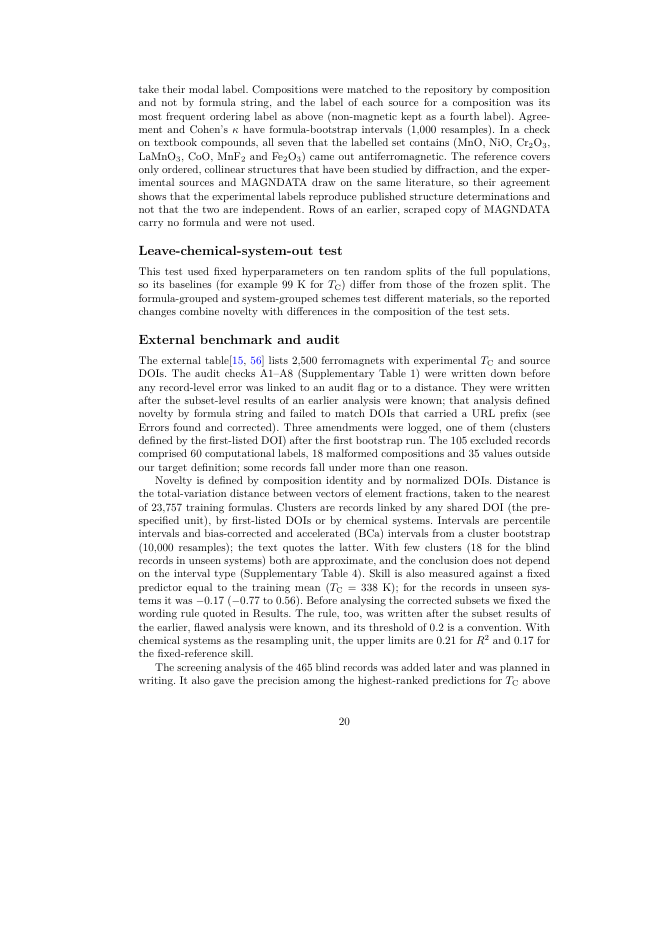 take their modal label. Compositions were matched to the repository by composition
and not by formula string, and the label of each source for a composition was its
most frequent ordering label as above (non-magnetic kept as a fourth label). Agree-
ment and Cohen's κ have formula-bootstrap intervals (1,000 resamples). In a check
on textbook compounds, all seven that the labelled set contains (MnO, NiO, Cr₂O₃,
LaMnO₃, CoO, MnF₂ and Fe₂O₃) came out antiferromagnetic. The reference covers
only ordered, collinear structures that have been studied by diffraction, and the exper-
imental sources and MAGNDATA draw on the same literature, so their agreement
shows that the experimental labels reproduce published structure determinations and
not that the two are independent. Rows of an earlier, scraped copy of MAGNDATA
carry no formula and were not used.
Leave-chemical-system-out test
This test used fixed hyperparameters on ten random splits of the full populations,
so its baselines (for example 99 K for T_C) differ from those of the frozen split. The
formula-grouped and system-grouped schemes test different materials, so the reported
changes combine novelty with differences in the composition of the test sets.
External benchmark and audit
The external table[15, 56] lists 2,500 ferromagnets with experimental T_C and source
DOIs. The audit checks A1–A8 (Supplementary Table 1) were written down before
any record-level error was linked to an audit flag or to a distance. They were written
after the subset-level results of an earlier analysis were known; that analysis defined
novelty by formula string and failed to match DOIs that carried a URL prefix (see
Errors found and corrected). Three amendments were logged, one of them (clusters
defined by the first-listed DOI) after the first bootstrap run. The 105 excluded records
comprised 60 computational labels, 18 malformed compositions and 35 values outside
our target definition; some records fall under more than one reason.
Novelty is defined by composition identity and by normalized DOIs. Distance is
the total-variation distance between vectors of element fractions, taken to the nearest
of 23,757 training formulas. Clusters are records linked by any shared DOI (the pre-
specified unit), by first-listed DOIs or by chemical systems. Intervals are percentile
intervals and bias-corrected and accelerated (BCa) intervals from a cluster bootstrap
(10,000 resamples); the text quotes the latter. With few clusters (18 for the blind
records in unseen systems) both are approximate, and the conclusion does not depend
on the interval type (Supplementary Table 4). Skill is also measured against a fixed
predictor equal to the training mean (T_C = 338 K); for the records in unseen sys-
tems it was −0.17 (−0.77 to 0.56). Before analysing the corrected subsets we fixed the
wording rule quoted in Results. The rule, too, was written after the subset results of
the earlier, flawed analysis were known, and its threshold of 0.2 is a convention. With
chemical systems as the resampling unit, the upper limits are 0.21 for R² and 0.17 for
the fixed-reference skill.
The screening analysis of the 465 blind records was added later and was planned in
writing. It also gave the precision among the highest-ranked predictions for T_C above
20